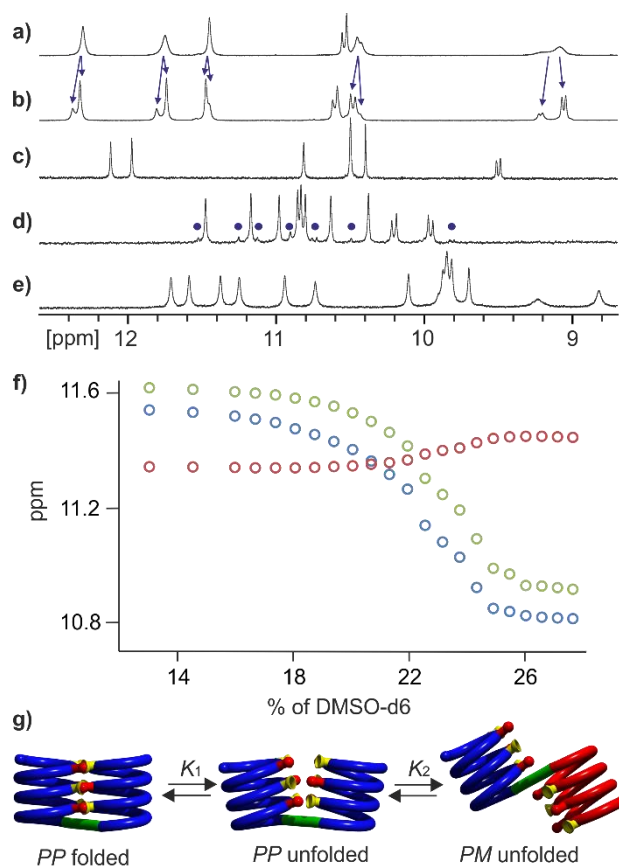 a)
b)
c)
d)
e)
[ppm] 12 11 10 9
f)
11.6
11.2
10.8
ppm
14 18 22 26
% of DMSO-d6
g)
K1 K2
PP folded PP unfolded PM unfolded